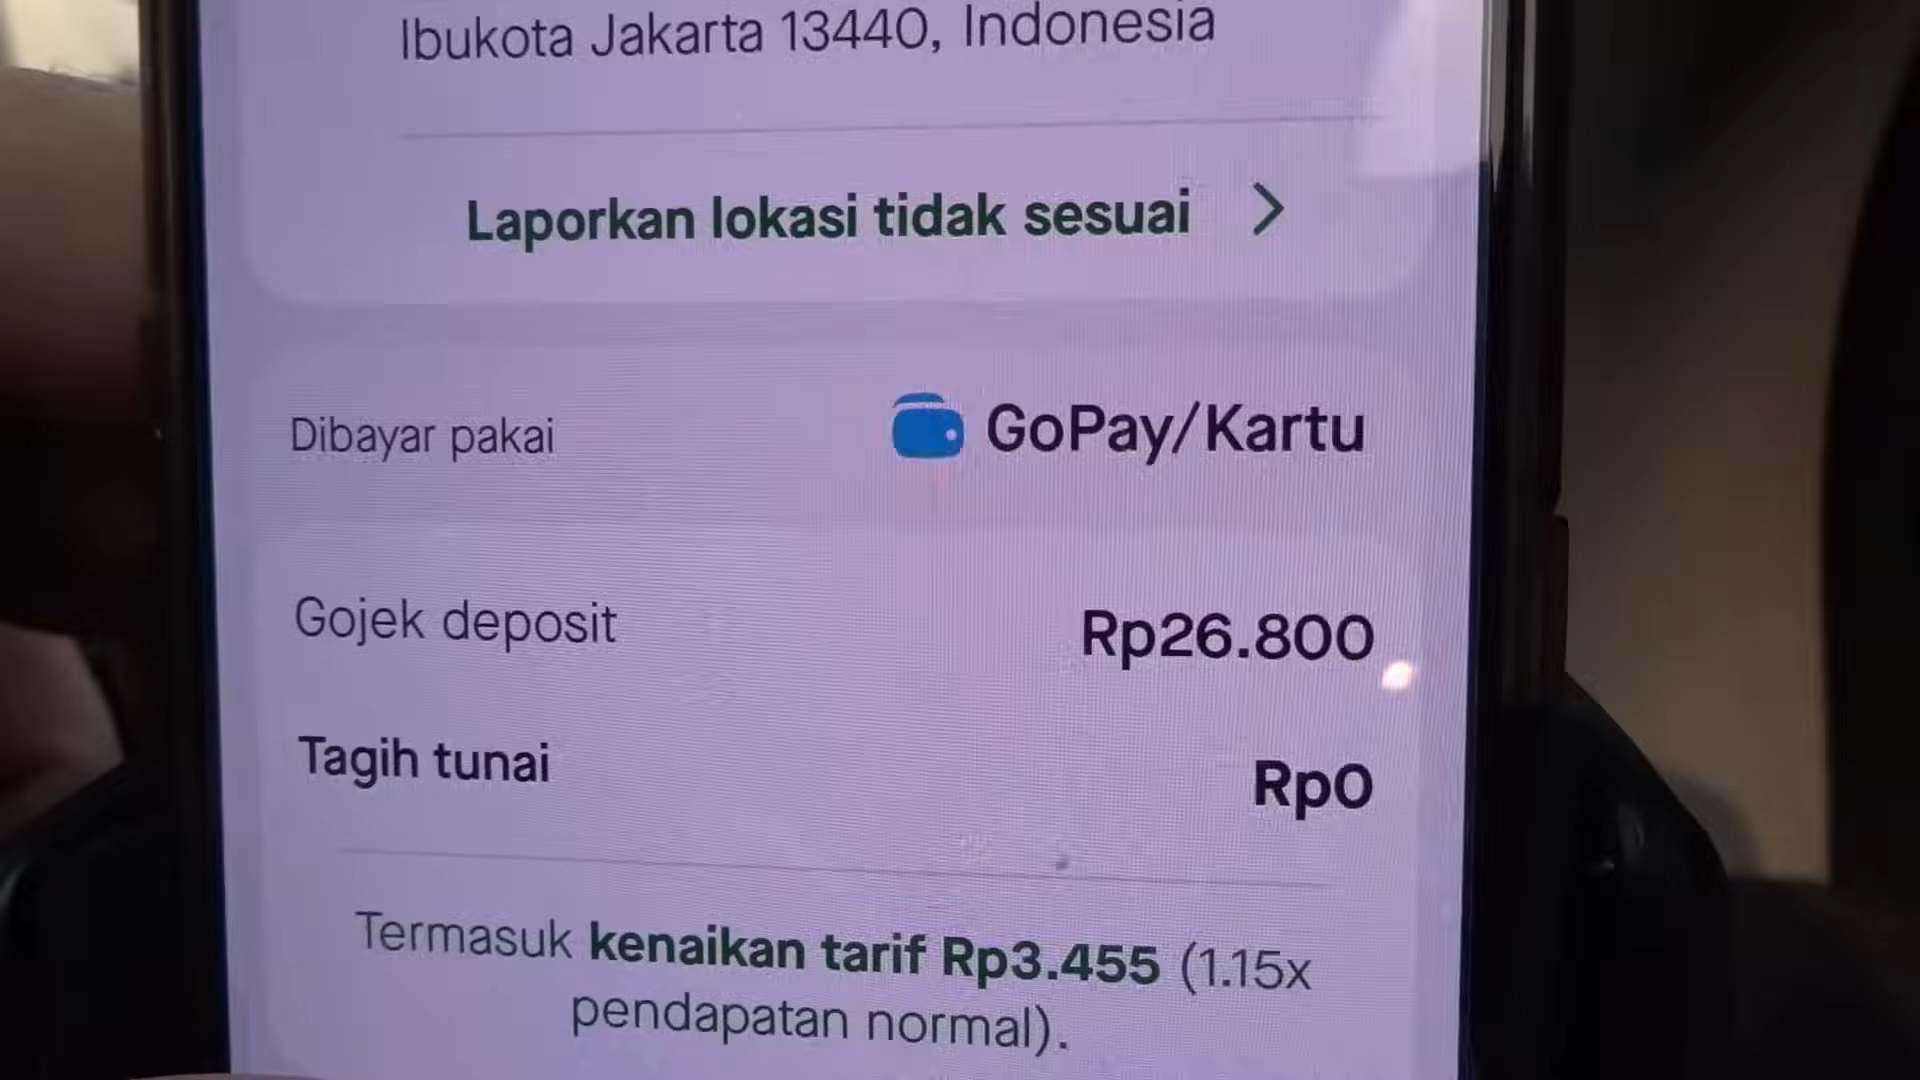 Ibukota Jakarta 13440, Indonesia
Laporkan lokasi tidak sesuai
Dibayar pakai GoPay/Kartu
Gojek deposit Rp26.800
Tagih tunai Rp0
Termasuk kenaikan tarif Rp3.455 (1.15x
pendapatan normal).